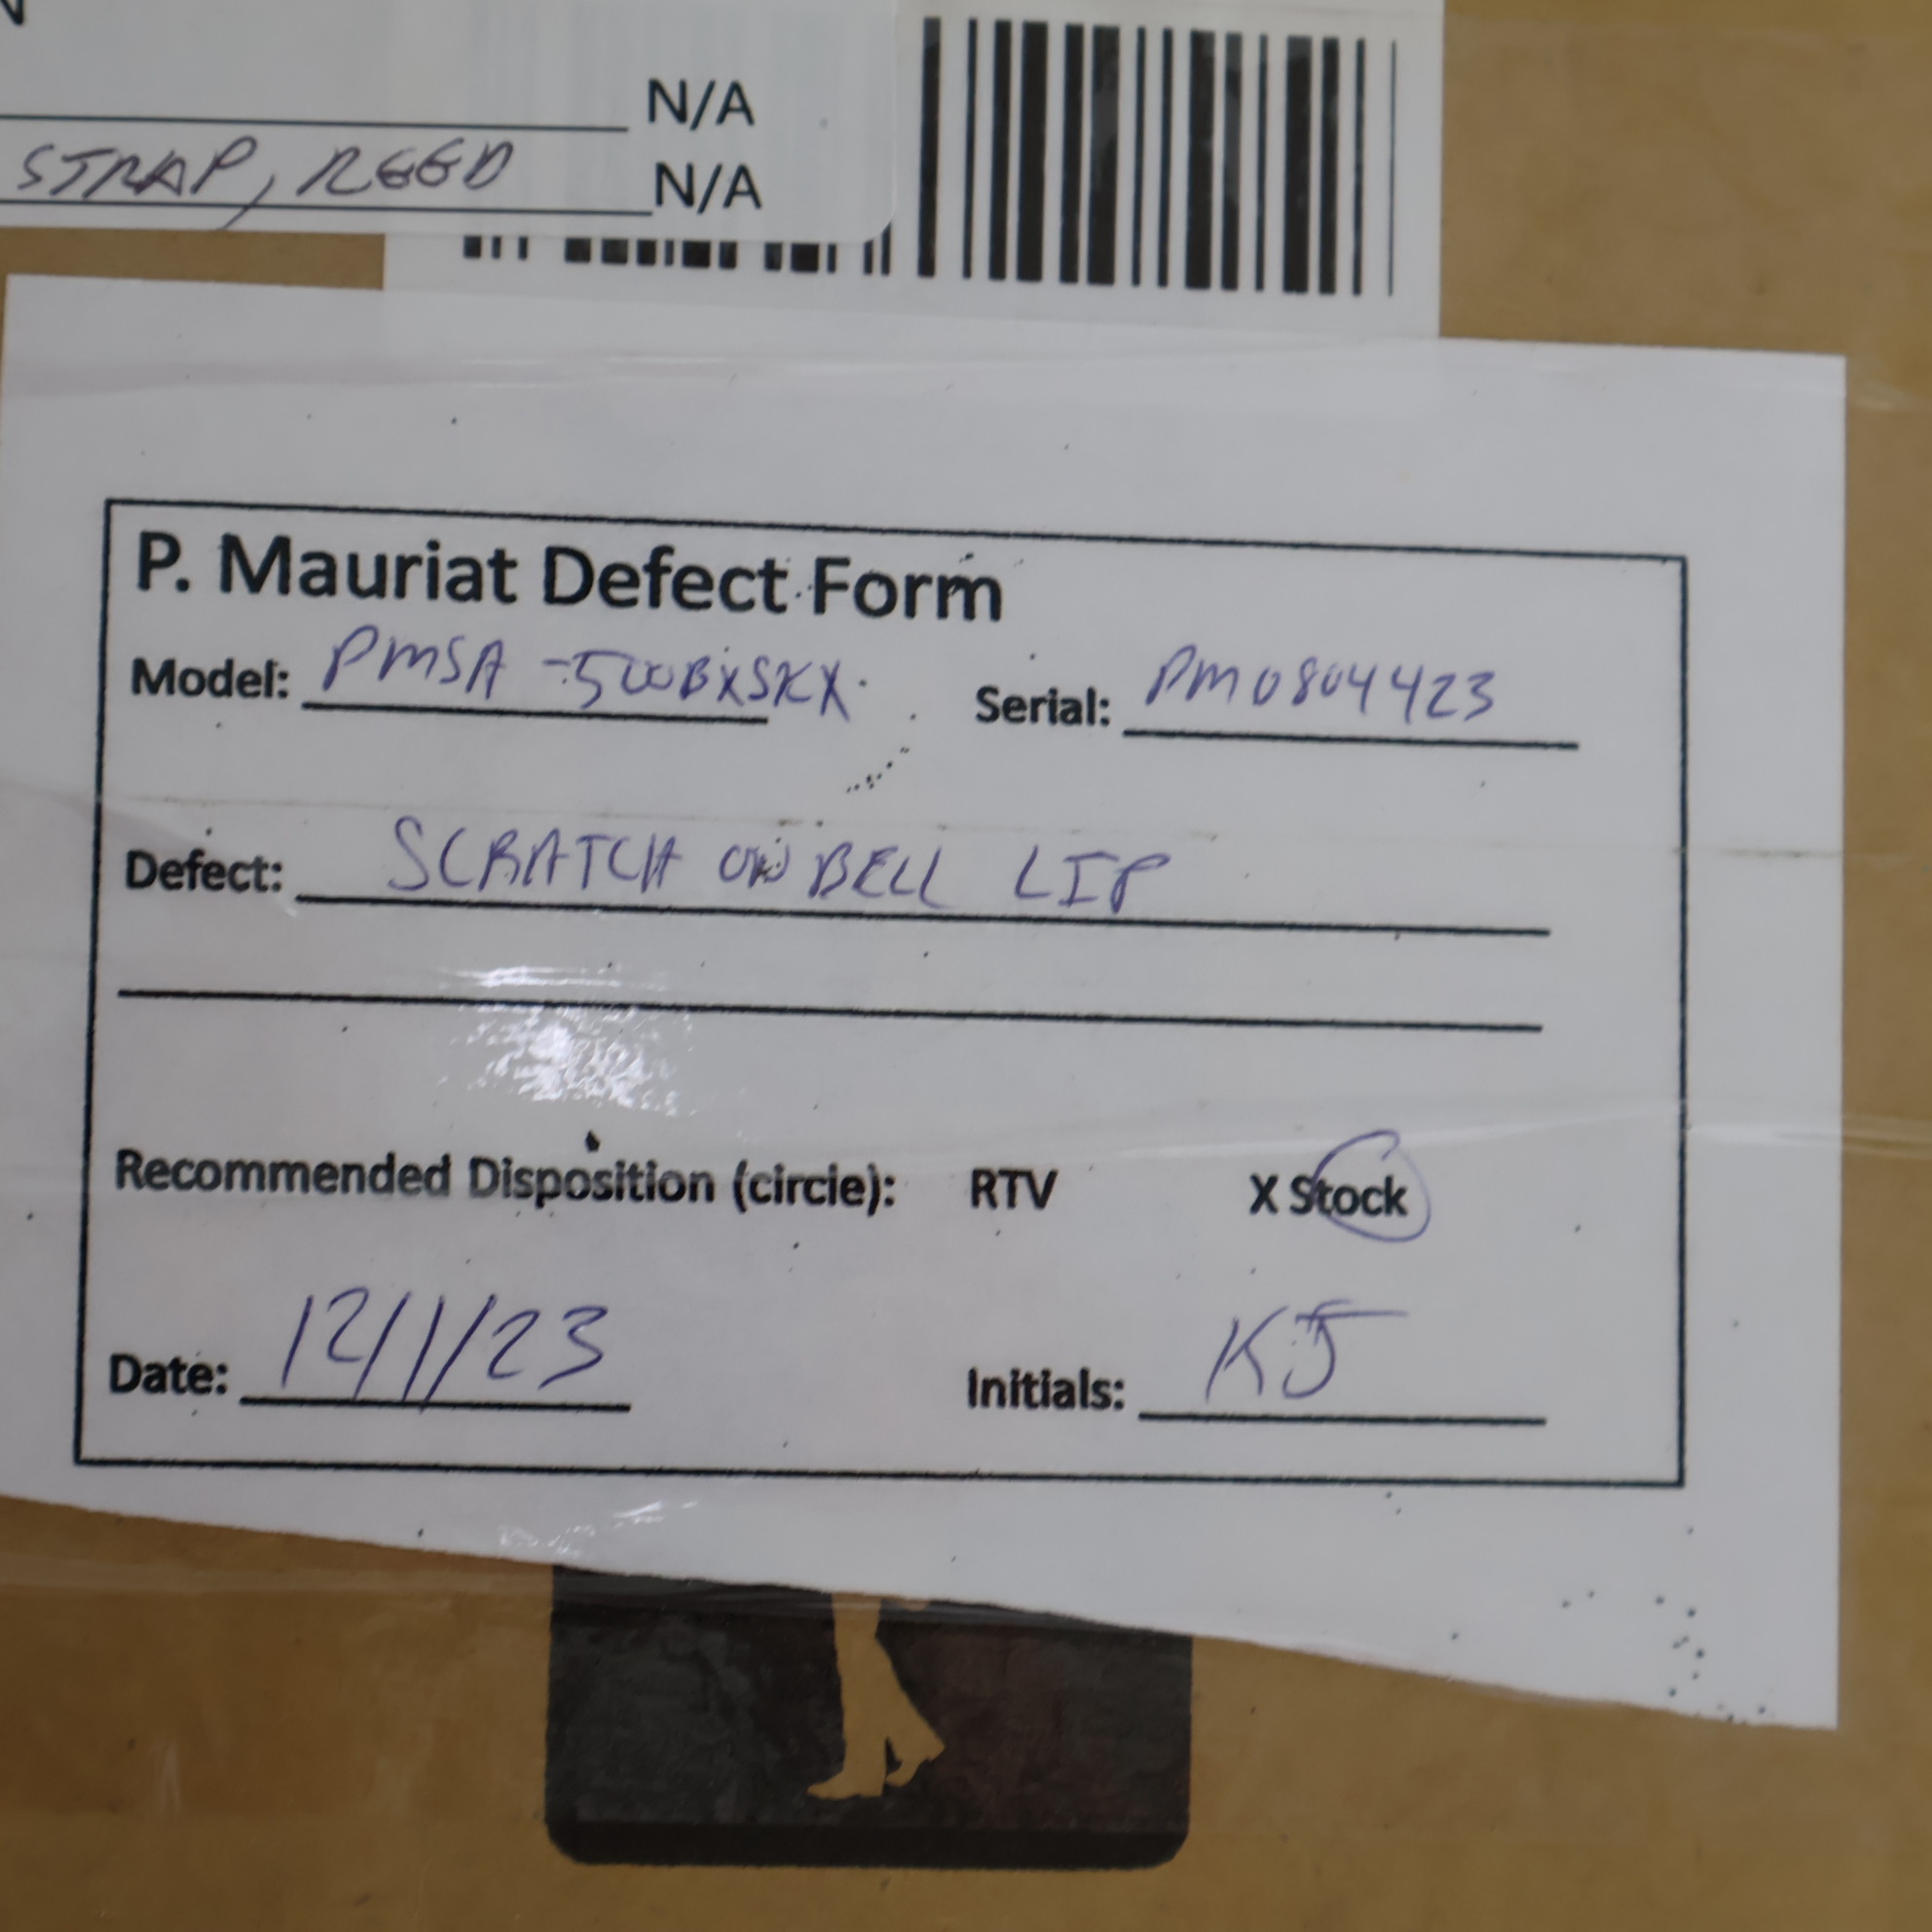 N/A
STRAP, REED N/A
P. Mauriat Defect Form
Model: PMSA-500BXSKX Serial: PM0804423
Defect: SCRATCH ON BELL LIP
Recommended Disposition (circle): RTV X Stock
Date: 12/1/23 Initials: KJ